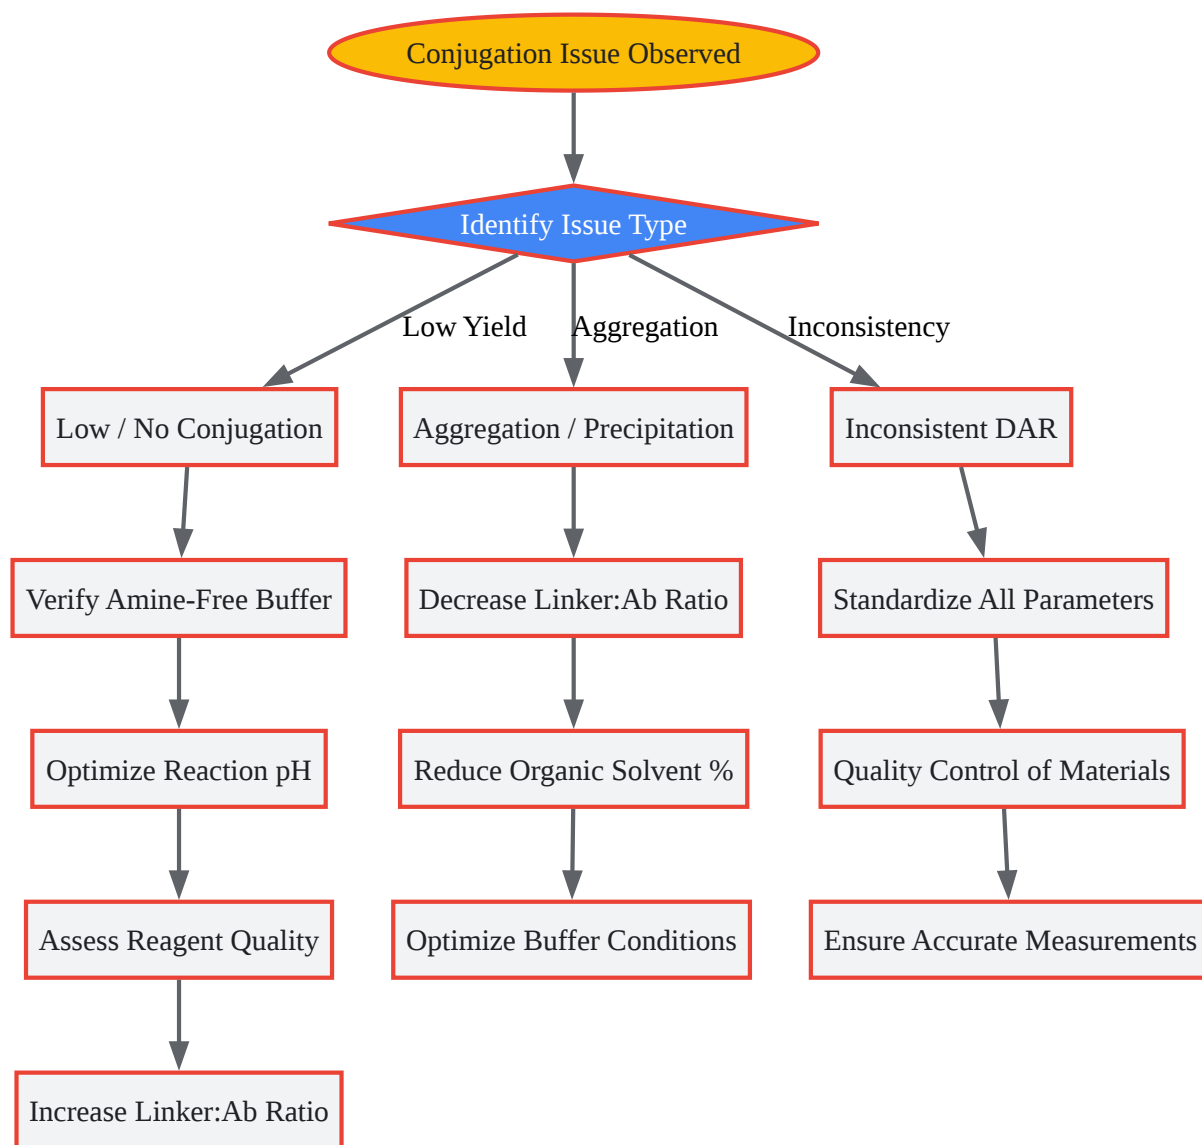 Conjugation Issue Observed
Identify Issue Type
Low Yield
Aggregation
Inconsistency
Low / No Conjugation
Aggregation / Precipitation
Inconsistent DAR
Verify Amine-Free Buffer
Decrease Linker:Ab Ratio
Standardize All Parameters
Optimize Reaction pH
Reduce Organic Solvent %
Quality Control of Materials
Assess Reagent Quality
Optimize Buffer Conditions
Ensure Accurate Measurements
Increase Linker:Ab Ratio